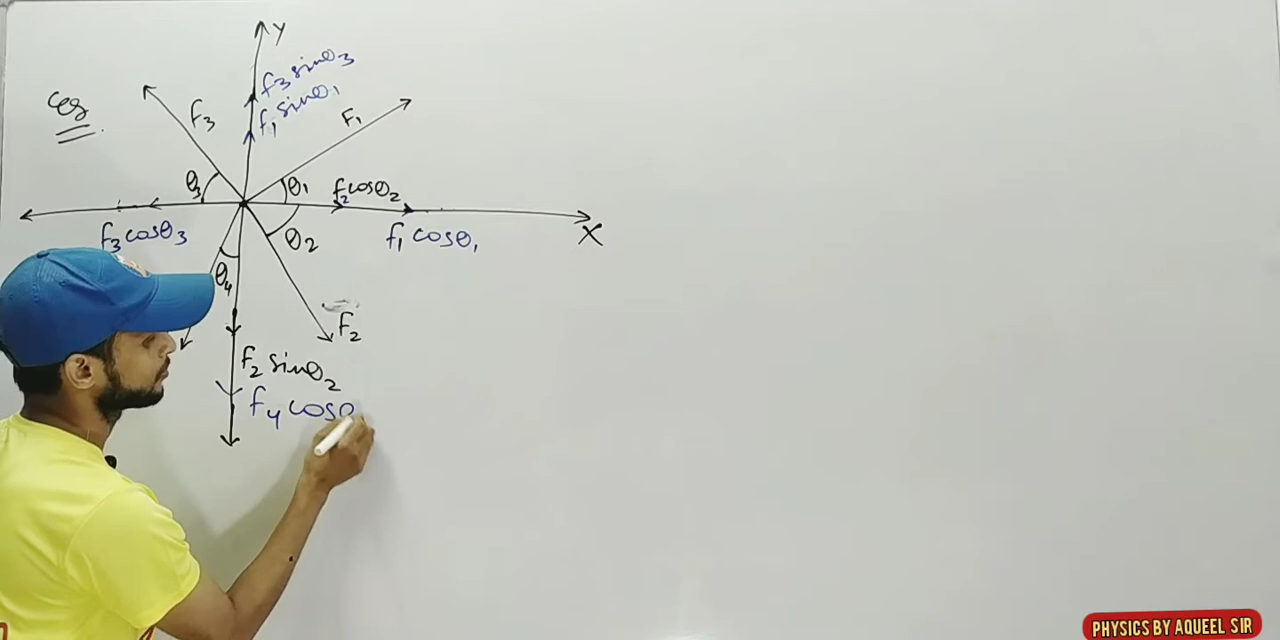 Y
f3 sinθ3
f1 sinθ1
eg
F3
F1
θ3
θ1
f2 cosθ2
X
f3 cosθ3
θ2
f1 cosθ1
θ4
F2
F2 sinθ2
f4 cosθ
PHYSICS BY AQUEEL SIR